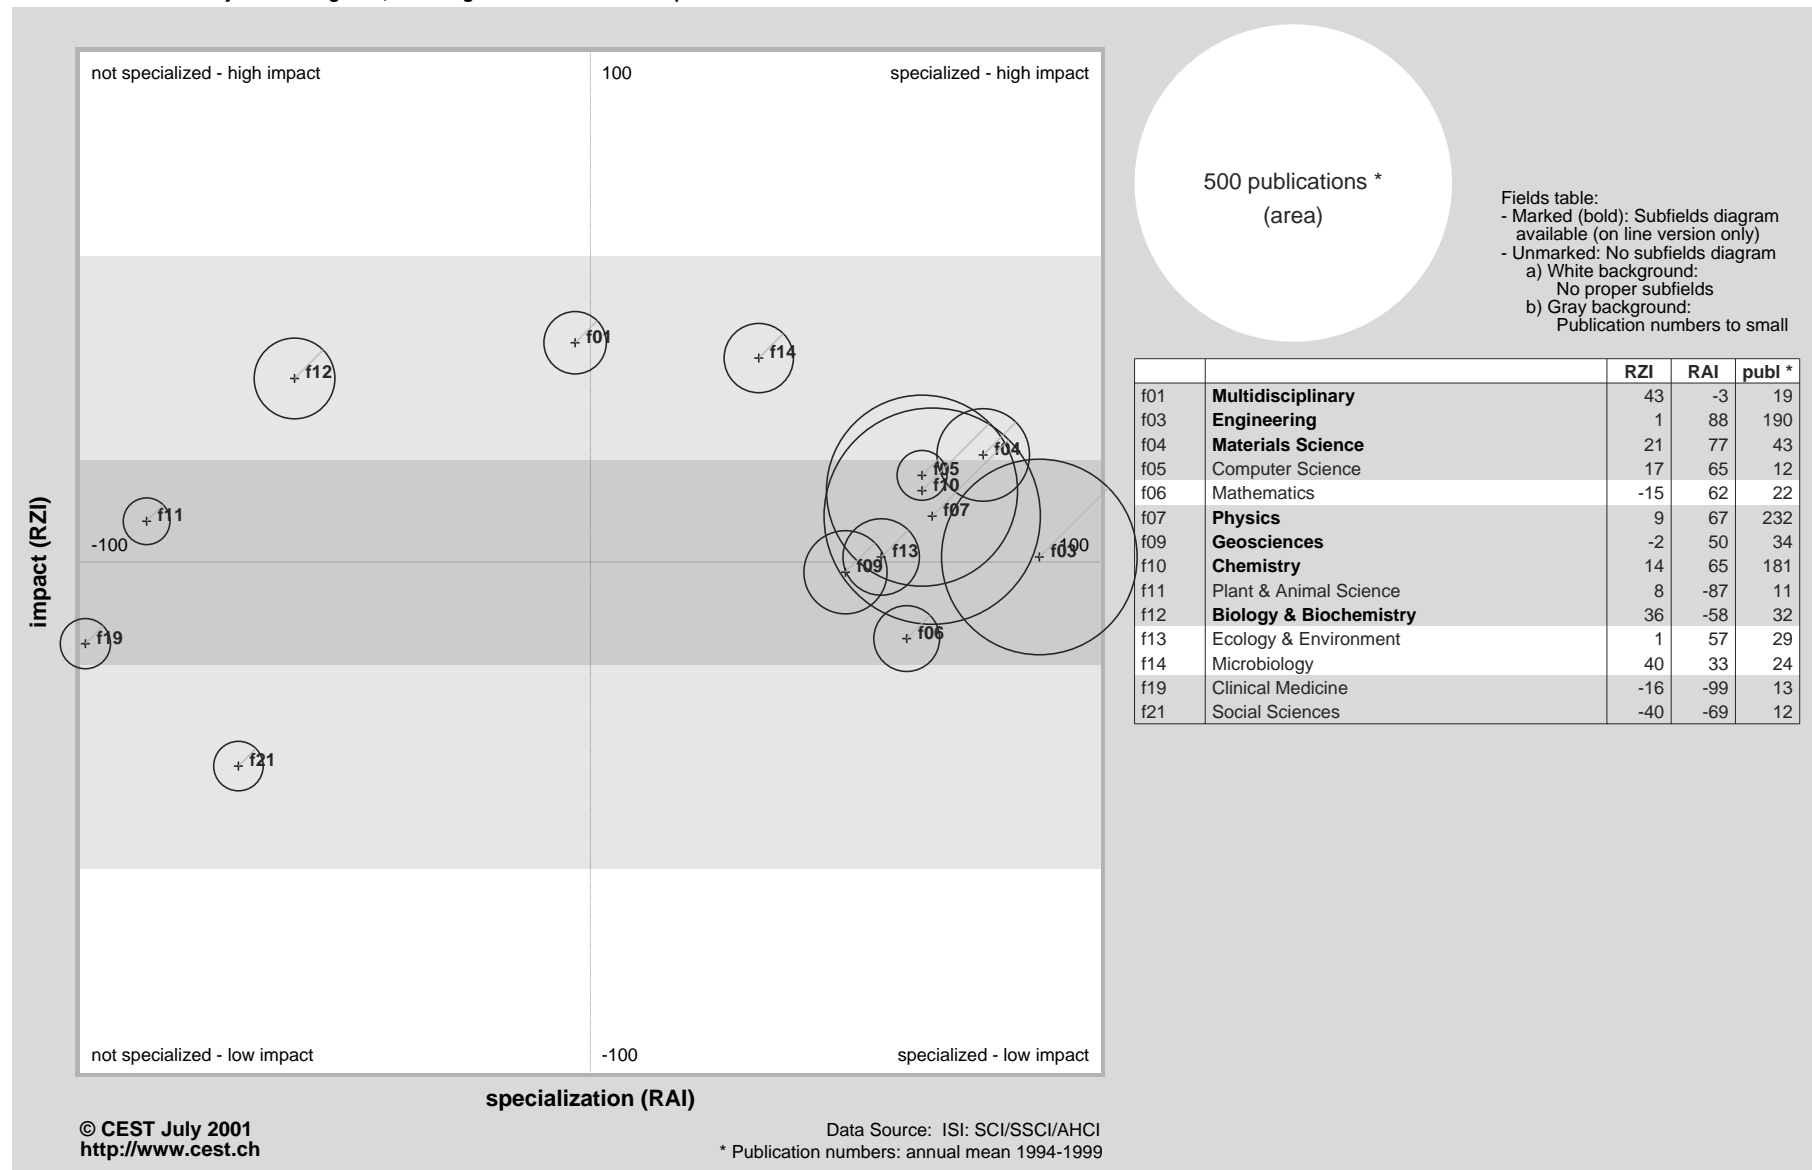 not specialized - high impact
100
specialized - high impact
f01
f14
f12
f04
f05
f10
f07
f11
-100
f13
f03
100
f09
f06
f19
f21
impact (RZI)
not specialized - low impact
-100
specialized - low impact
specialization (RAI)
© CEST July 2001
http://www.cest.ch
Data Source: ISI: SCI/SSCI/AHCI
* Publication numbers: annual mean 1994-1999
500 publications *
(area)
Fields table:
- Marked (bold): Subfields diagram
available (on line version only)
- Unmarked: No subfields diagram
a) White background:
No proper subfields
b) Gray background:
Publication numbers to small
RZI RAI publ *
f01 Multidisciplinary 43 -3 19
f03 Engineering 1 88 190
f04 Materials Science 21 77 43
f05 Computer Science 17 65 12
f06 Mathematics -15 62 22
f07 Physics 9 67 232
f09 Geosciences -2 50 34
f10 Chemistry 14 65 181
f11 Plant & Animal Science 8 -87 11
f12 Biology & Biochemistry 36 -58 32
f13 Ecology & Environment 1 57 29
f14 Microbiology 40 33 24
f19 Clinical Medicine -16 -99 13
f21 Social Sciences -40 -69 12